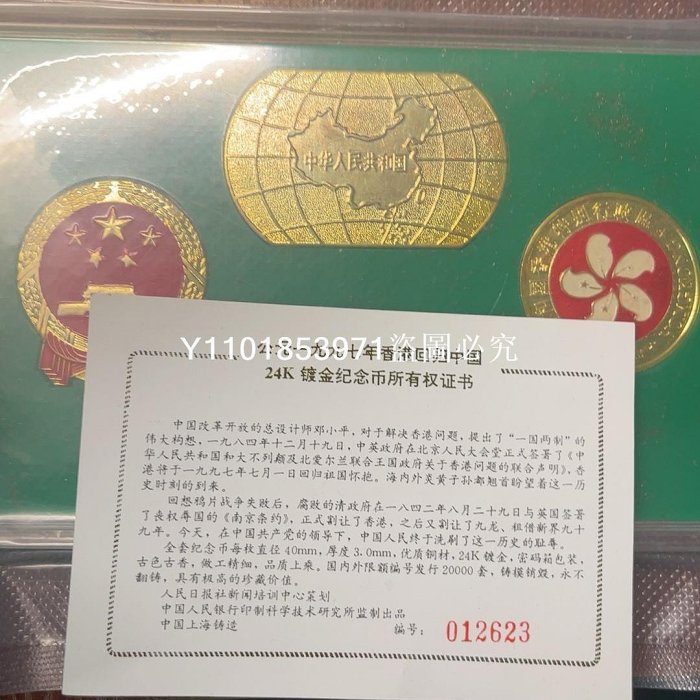 中华人民共和国
Y1101853971盜圖必究
公元一九九七年香港回归中国
24K 镀金纪念币所有权证书
中国改革开放的总设计师邓小平，对于解决香港问题，提出了“一国两制”的
伟大构想，一九八四年十二月十九日，中英政府在北京人民大会堂正式签署了《中
华人民共和国和大不列颠及北爱尔兰联合王国政府关于香港问题的联合声明》，香
港将于一九九七年七月一日回归祖国怀抱。海内外炎黄子孙都翘首盼望着这一历
史时刻的到来。
回想鸦片战争失败后，腐败的清政府在一八四二年八月二十九日与英国签署
了丧权辱国的《南京条约》，正式割让了香港，之后又割让了九龙、租借新界九十九
年。今天，在中国共产党的领导下，中国人民终于洗刷了这一历史的耻辱。
全套纪念币每枚直径40mm，厚度3.0mm，优质铜材，24K镀金，密码箱包装，
古色古香，做工精细，品质上乘。国内外限额编号发行20000套，铸模销毁，永不
翻铸，具有极高的珍藏价值。
人民日报社新闻培训中心策划
中国人民银行印制科学技术研究所监制出品
中国上海铸造
编号：
012623